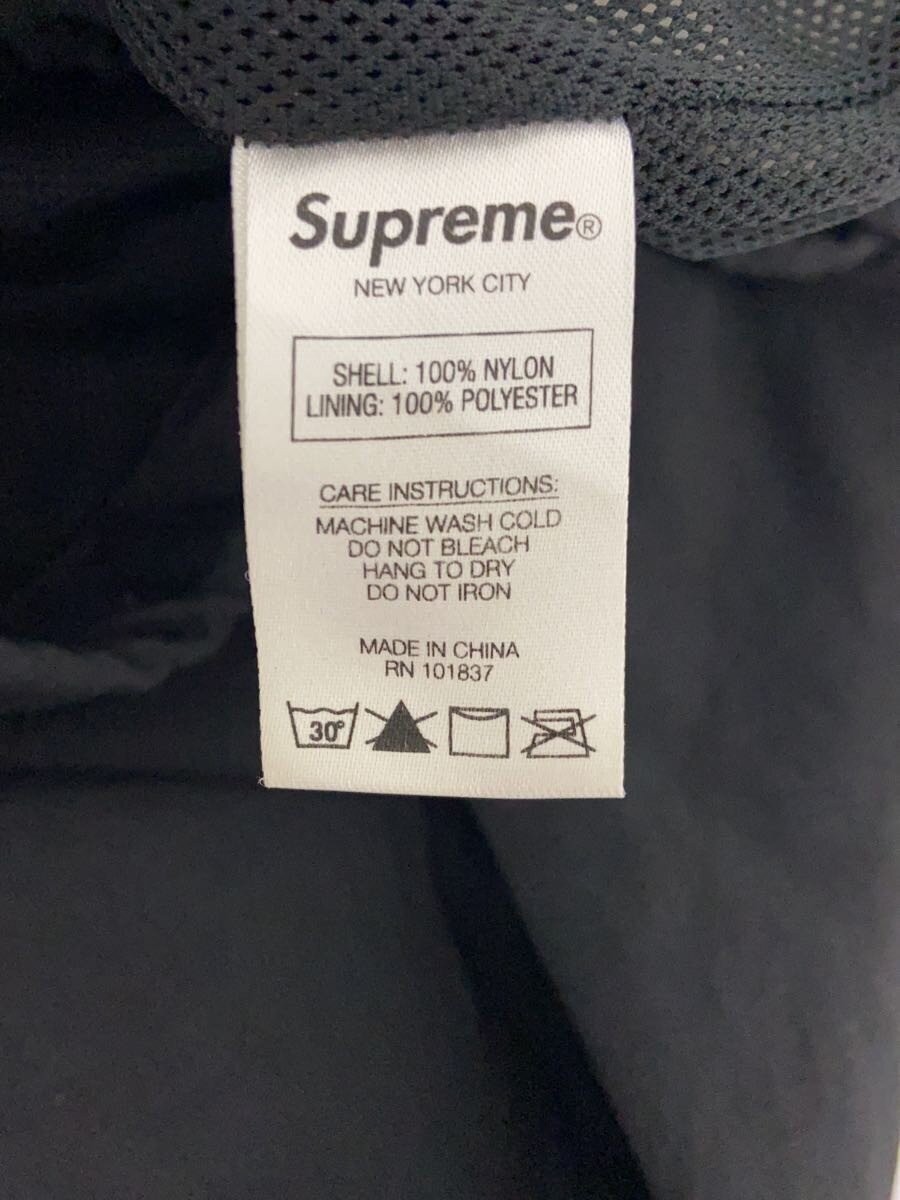 Supreme®
NEW YORK CITY
SHELL: 100% NYLON
LINING: 100% POLYESTER
CARE INSTRUCTIONS:
MACHINE WASH COLD
DO NOT BLEACH
HANG TO DRY
DO NOT IRON
MADE IN CHINA
RN 101837
30°